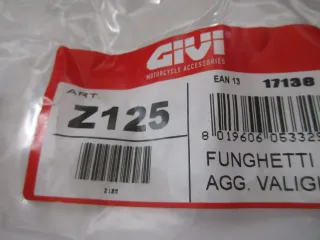 GIVI
MOTORCYCLE ACCESSORIES
EAN 13 17138
ART.
Z125
8 019606 05332
Z125
FUNGHETTI
AGG. VALIGI